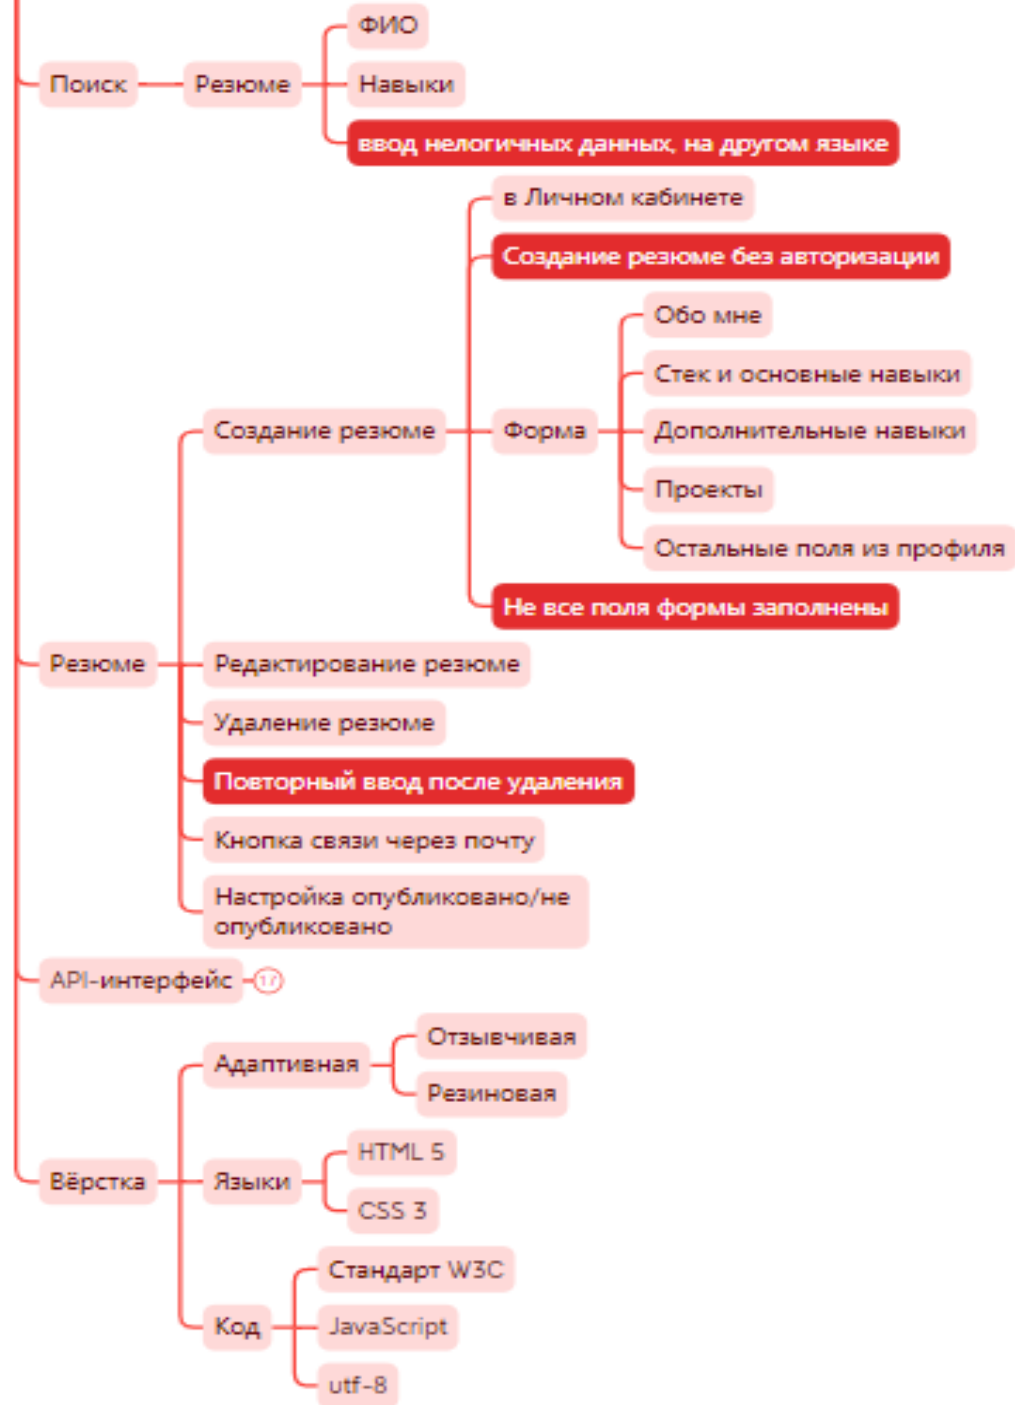 ФИО
Поиск
Резюме
Навыки
ввод нелогичных данных, на другом языке
в Личном кабинете
Создание резюме без авторизации
Обо мне
Стек и основные навыки
Создание резюме
Форма
Дополнительные навыки
Проекты
Остальные поля из профиля
Не все поля формы заполнены
Резюме
Редактирование резюме
Удаление резюме
Повторный ввод после удаления
Кнопка связи через почту
Настройка опубликовано/не
опубликовано
API-интерфейс
17
Отзывчивая
Адаптивная
Резиновая
HTML 5
Вёрстка
Языки
CSS 3
Стандарт W3C
Код
JavaScript
utf-8